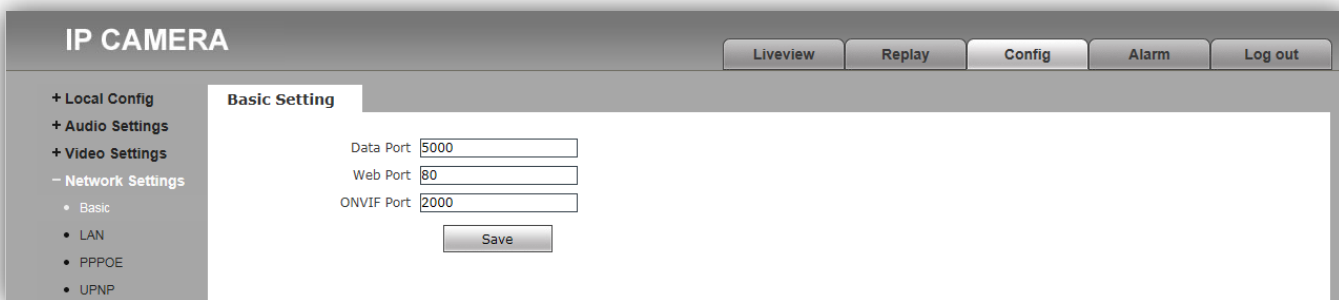 IP CAMERA
Liveview Replay Config Alarm Log out
+ Local Config
+ Audio Settings
+ Video Settings
− Network Settings
• Basic
• LAN
• PPPOE
• UPNP
Basic Setting
Data Port 5000
Web Port 80
ONVIF Port 2000
Save